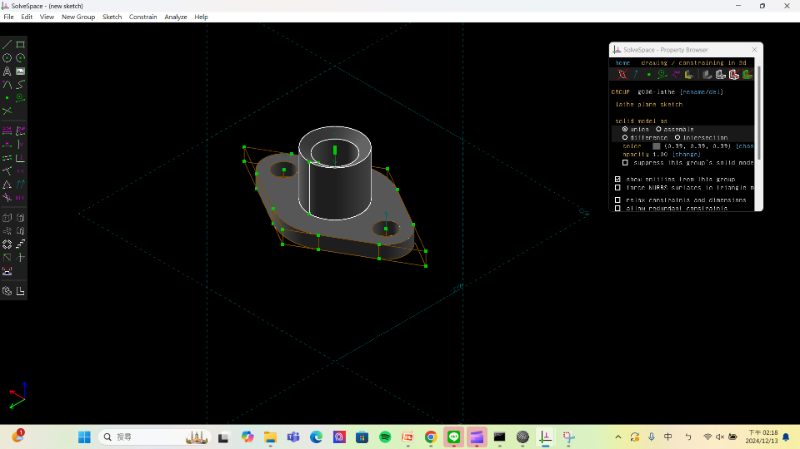 SolveSpace - (new sketch)
File Edit View New Group Sketch Constrain Analyze Help
SolveSpace - Property Browser
home drawing / constraining in 3d
GROUP g006-lathe [rename/del]
lathe plane sketch
solid model as
union assemble
difference intersection
color (0.39, 0.39, 0.39) [chan
opacity 1.00 [change]
suppress this group's solid mode
show entities from this group
force NURBS surfaces to triangle m
relax constraints and dimensions
allow redundant constraints
搜尋
中
下午 02:18
2024/12/13